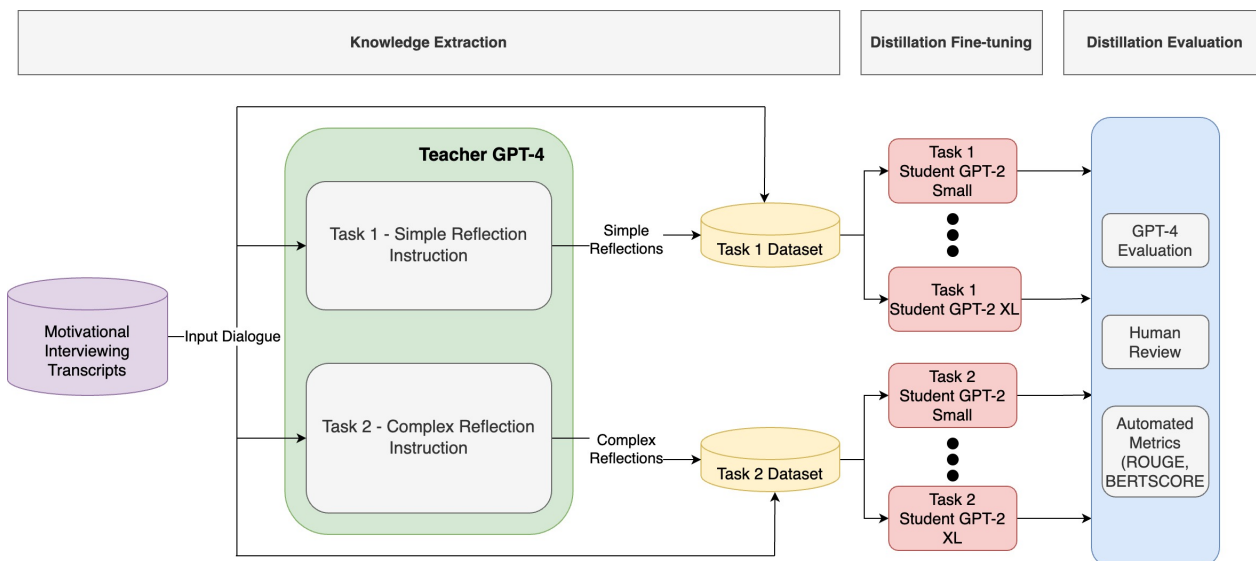 Knowledge Extraction
Distillation Fine-tuning
Distillation Evaluation
Teacher GPT-4
Task 1 - Simple Reflection
Instruction
Simple
Reflections
Task 1 Dataset
Task 1
Student GPT-2
Small
Task 1
Student GPT-2 XL
GPT-4
Evaluation
Motivational
Interviewing
Transcripts
Input Dialogue
Human
Review
Task 2 - Complex Reflection
Instruction
Complex
Reflections
Task 2 Dataset
Task 2
Student GPT-2
Small
Task 2
Student GPT-2
XL
Automated
Metrics
(ROUGE,
BERTSCORE